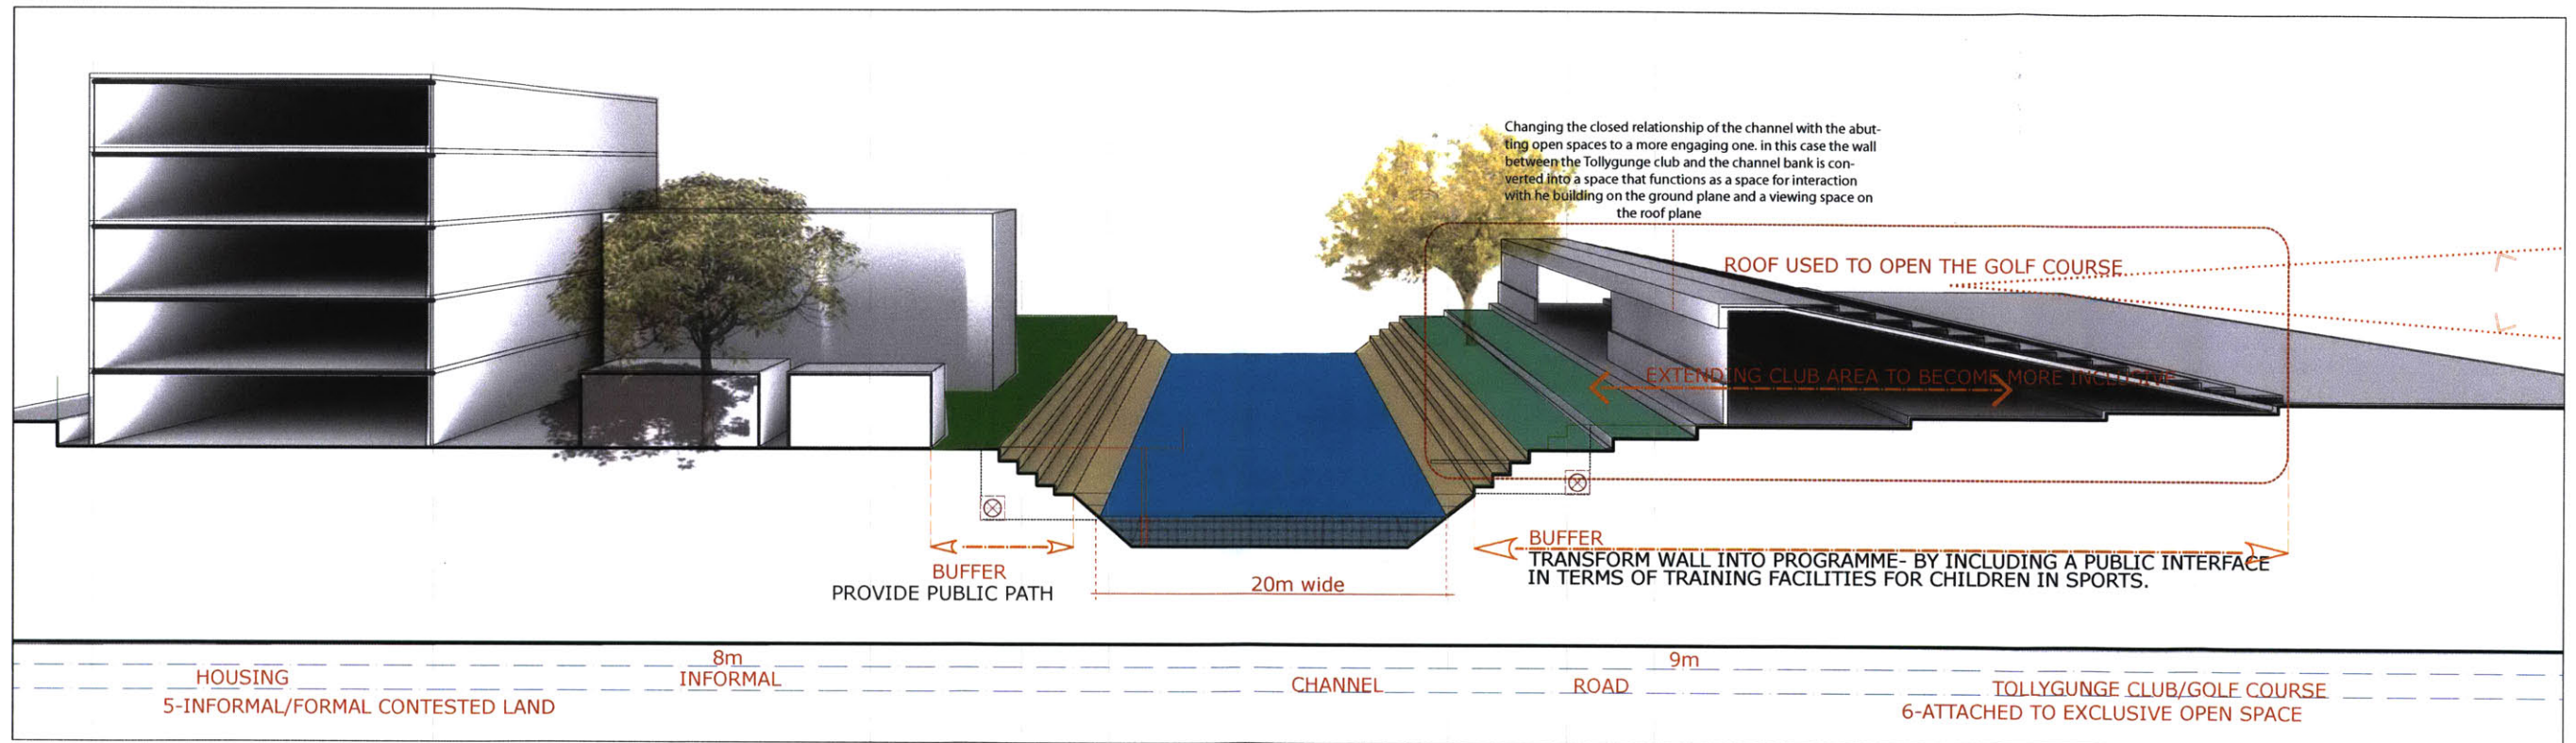 Changing the closed relationship of the channel with the abut-
ting open spaces to a more engaging one. in this case the wall
between the Tollygunge club and the channel bank is con-
verted into a space that functions as a space for interaction
with he building on the ground plane and a viewing space on
the roof plane
ROOF USED TO OPEN THE GOLF COURSE
EXTENDING CLUB AREA TO BECOME MORE INCLUSIVE
BUFFER
PROVIDE PUBLIC PATH
20m wide
BUFFER
TRANSFORM WALL INTO PROGRAMME- BY INCLUDING A PUBLIC INTERFACE
IN TERMS OF TRAINING FACILITIES FOR CHILDREN IN SPORTS.
8m
9m
HOUSING
INFORMAL
CHANNEL
ROAD
TOLLYGUNGE CLUB/GOLF COURSE
5-INFORMAL/FORMAL CONTESTED LAND
6-ATTACHED TO EXCLUSIVE OPEN SPACE